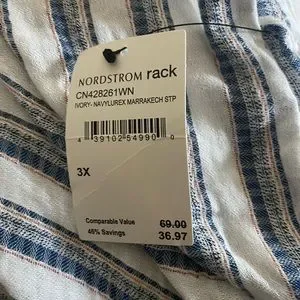 NORDSTROM rack
CN428261WN
IVORY- NAVYLUREX MARRAKECH STP
4 39102 54990 0
3X
Comparable Value 69.00
46% Savings 36.97